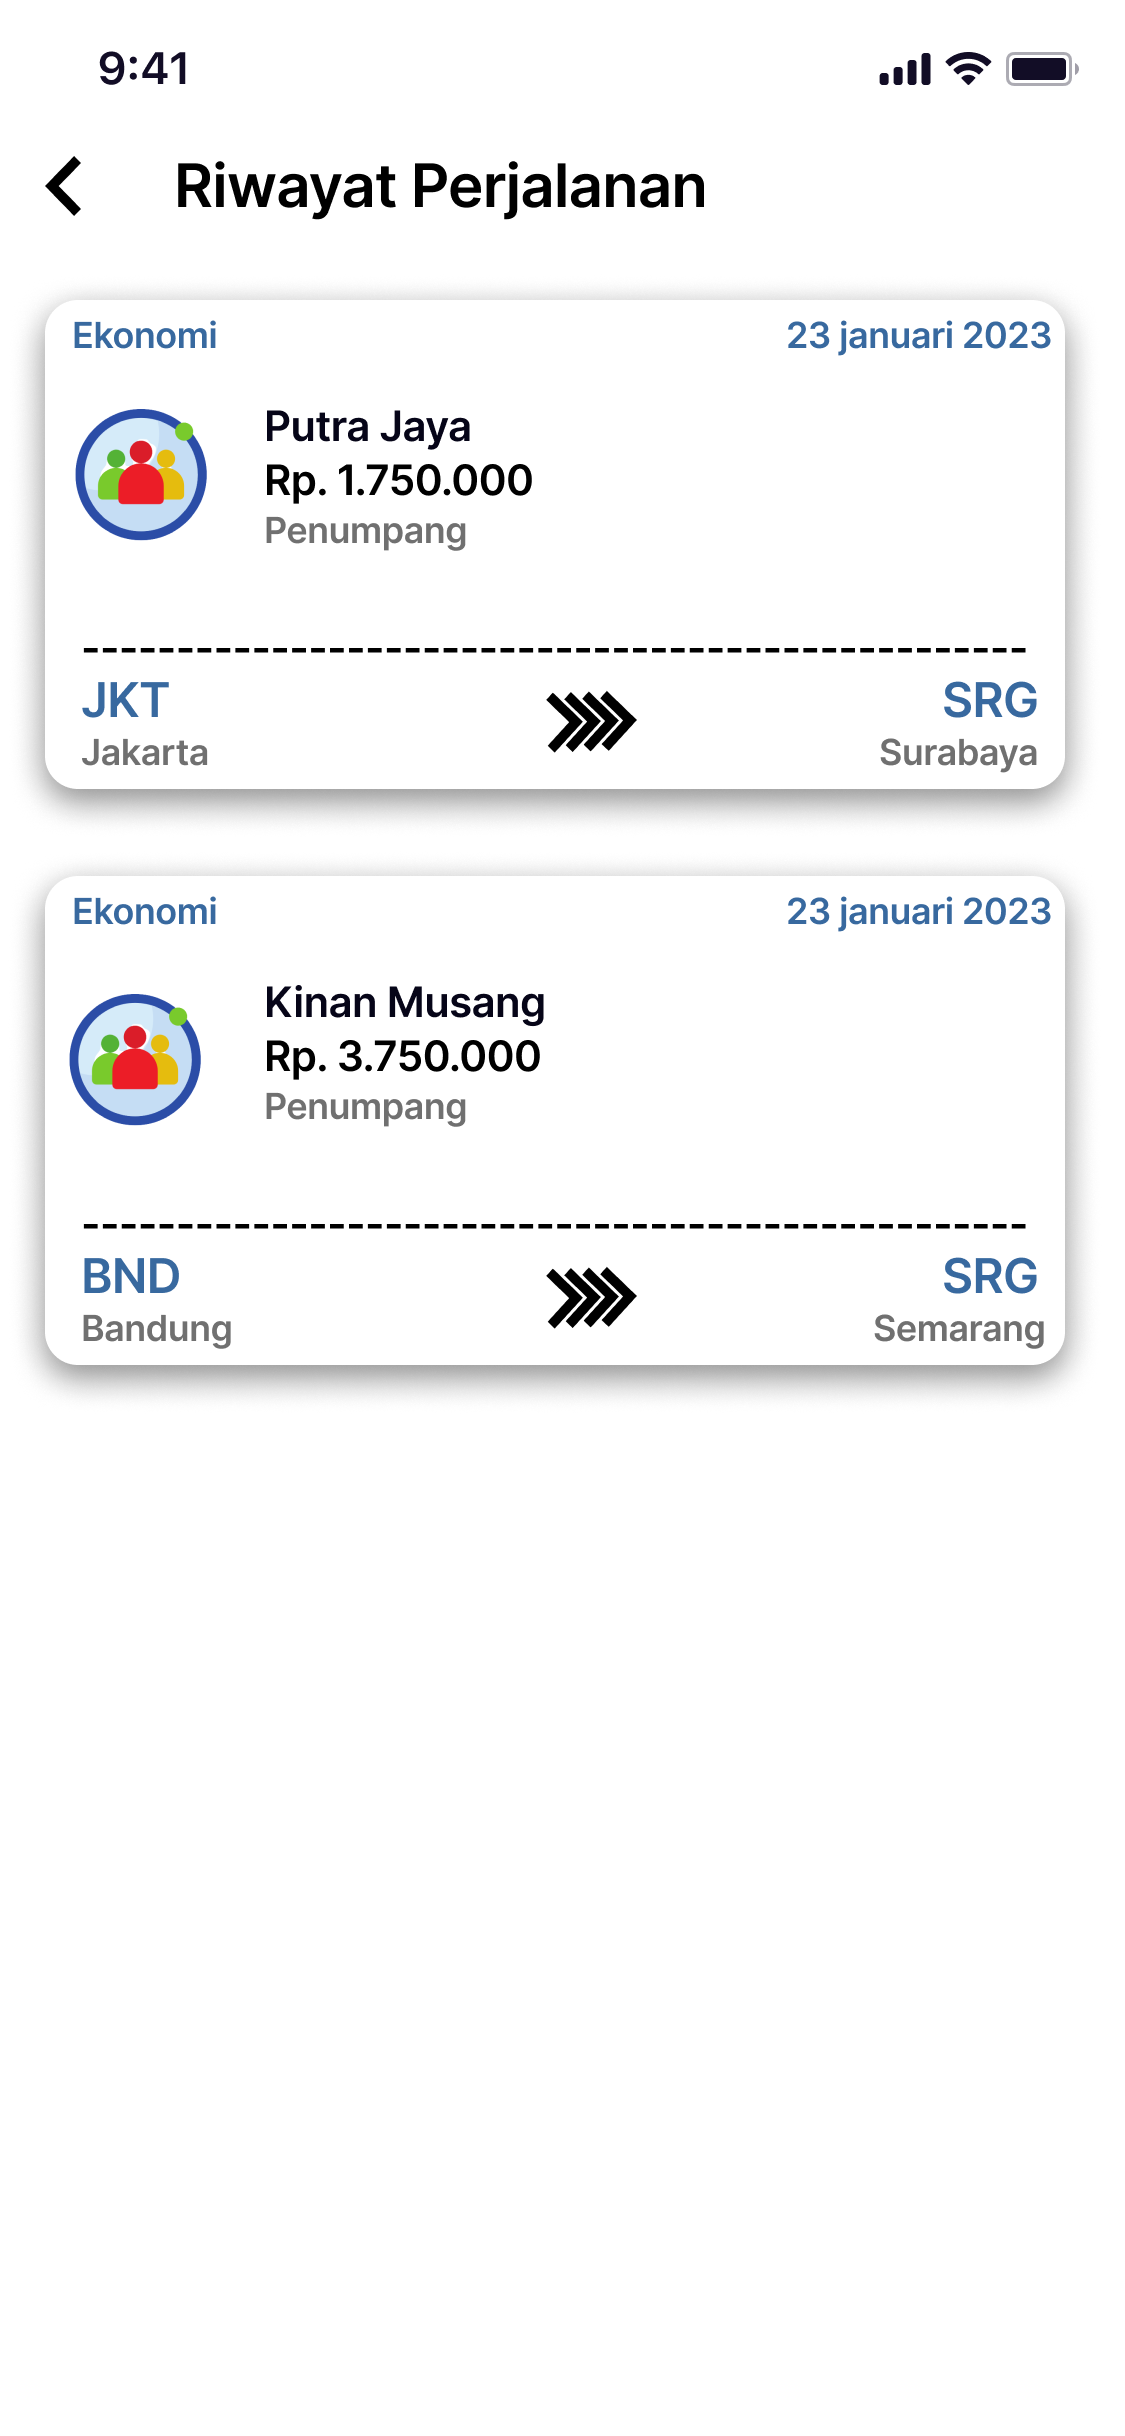 9:41
Riwayat Perjalanan
Ekonomi 23 januari 2023
Putra Jaya
Rp. 1.750.000
Penumpang
--------------------------------------------------
JKT SRG
Jakarta Surabaya
Ekonomi 23 januari 2023
Kinan Musang
Rp. 3.750.000
Penumpang
--------------------------------------------------
BND SRG
Bandung Semarang